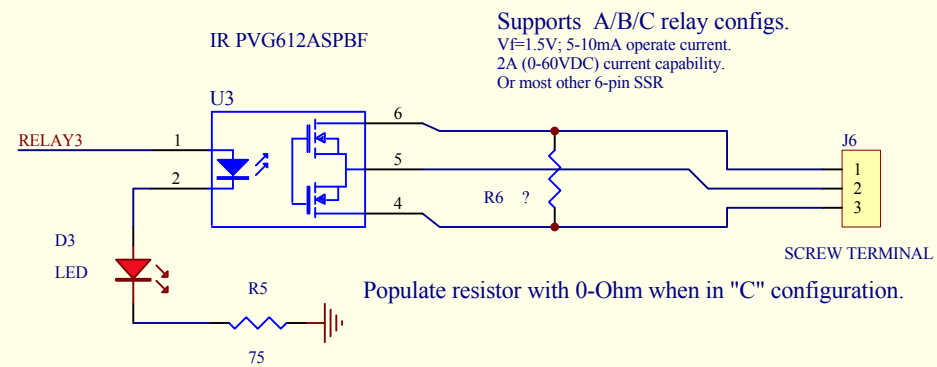 Supports A/B/C relay configs.
IR PVG612ASPBF
Vf=1.5V; 5-10mA operate current.
2A (0-60VDC) current capability.
Or most other 6-pin SSR
U3
6
RELAY3
1
J6
5
1
2
R6 ?
2
4
3
D3
LED
SCREW TERMINAL
R5
Populate resistor with 0-Ohm when in "C" configuration.
75